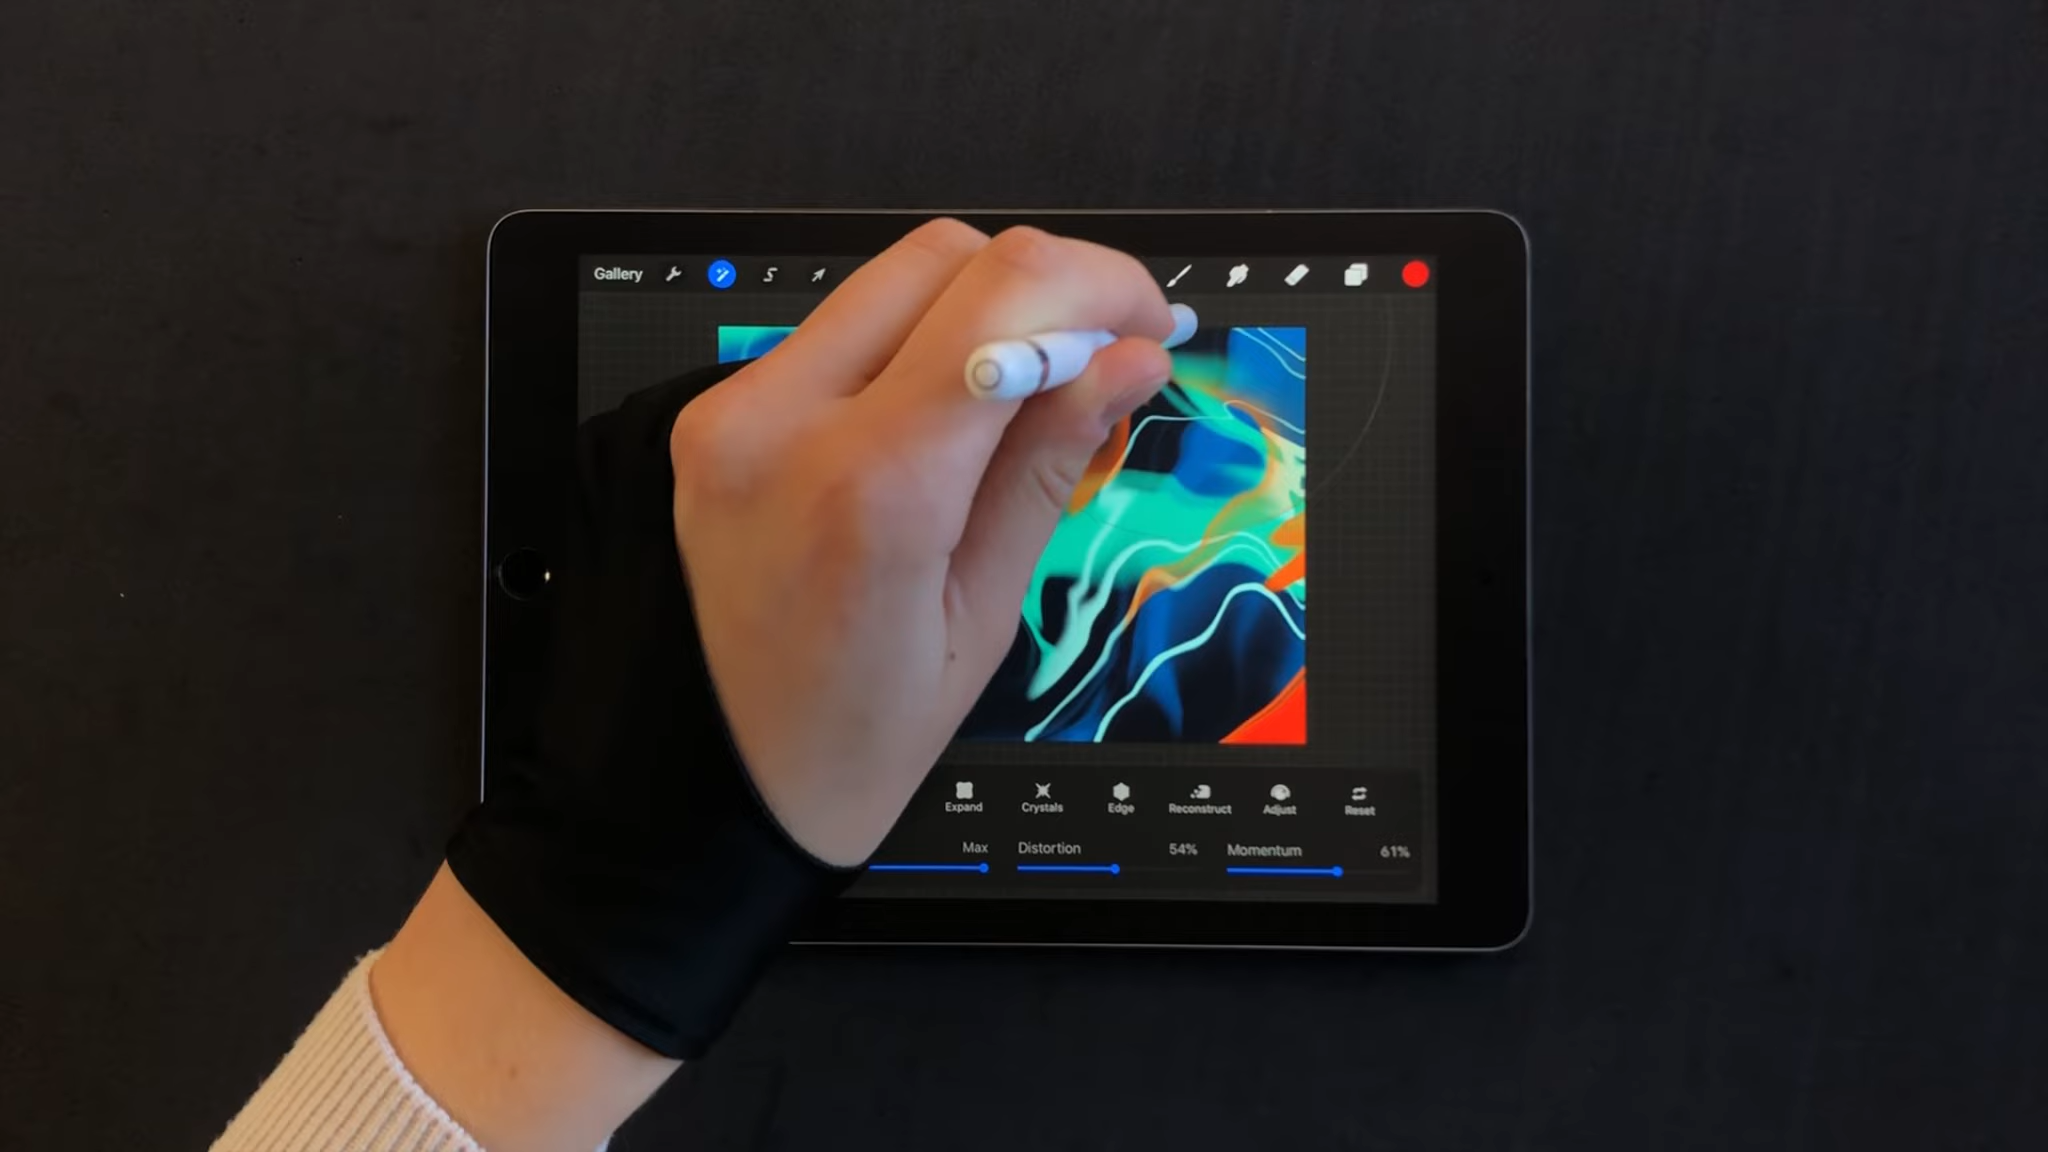 Gallery
Expand
Crystals
Edge
Reconstruct
Adjust
Reset
Max
Distortion
54%
Momentum
61%